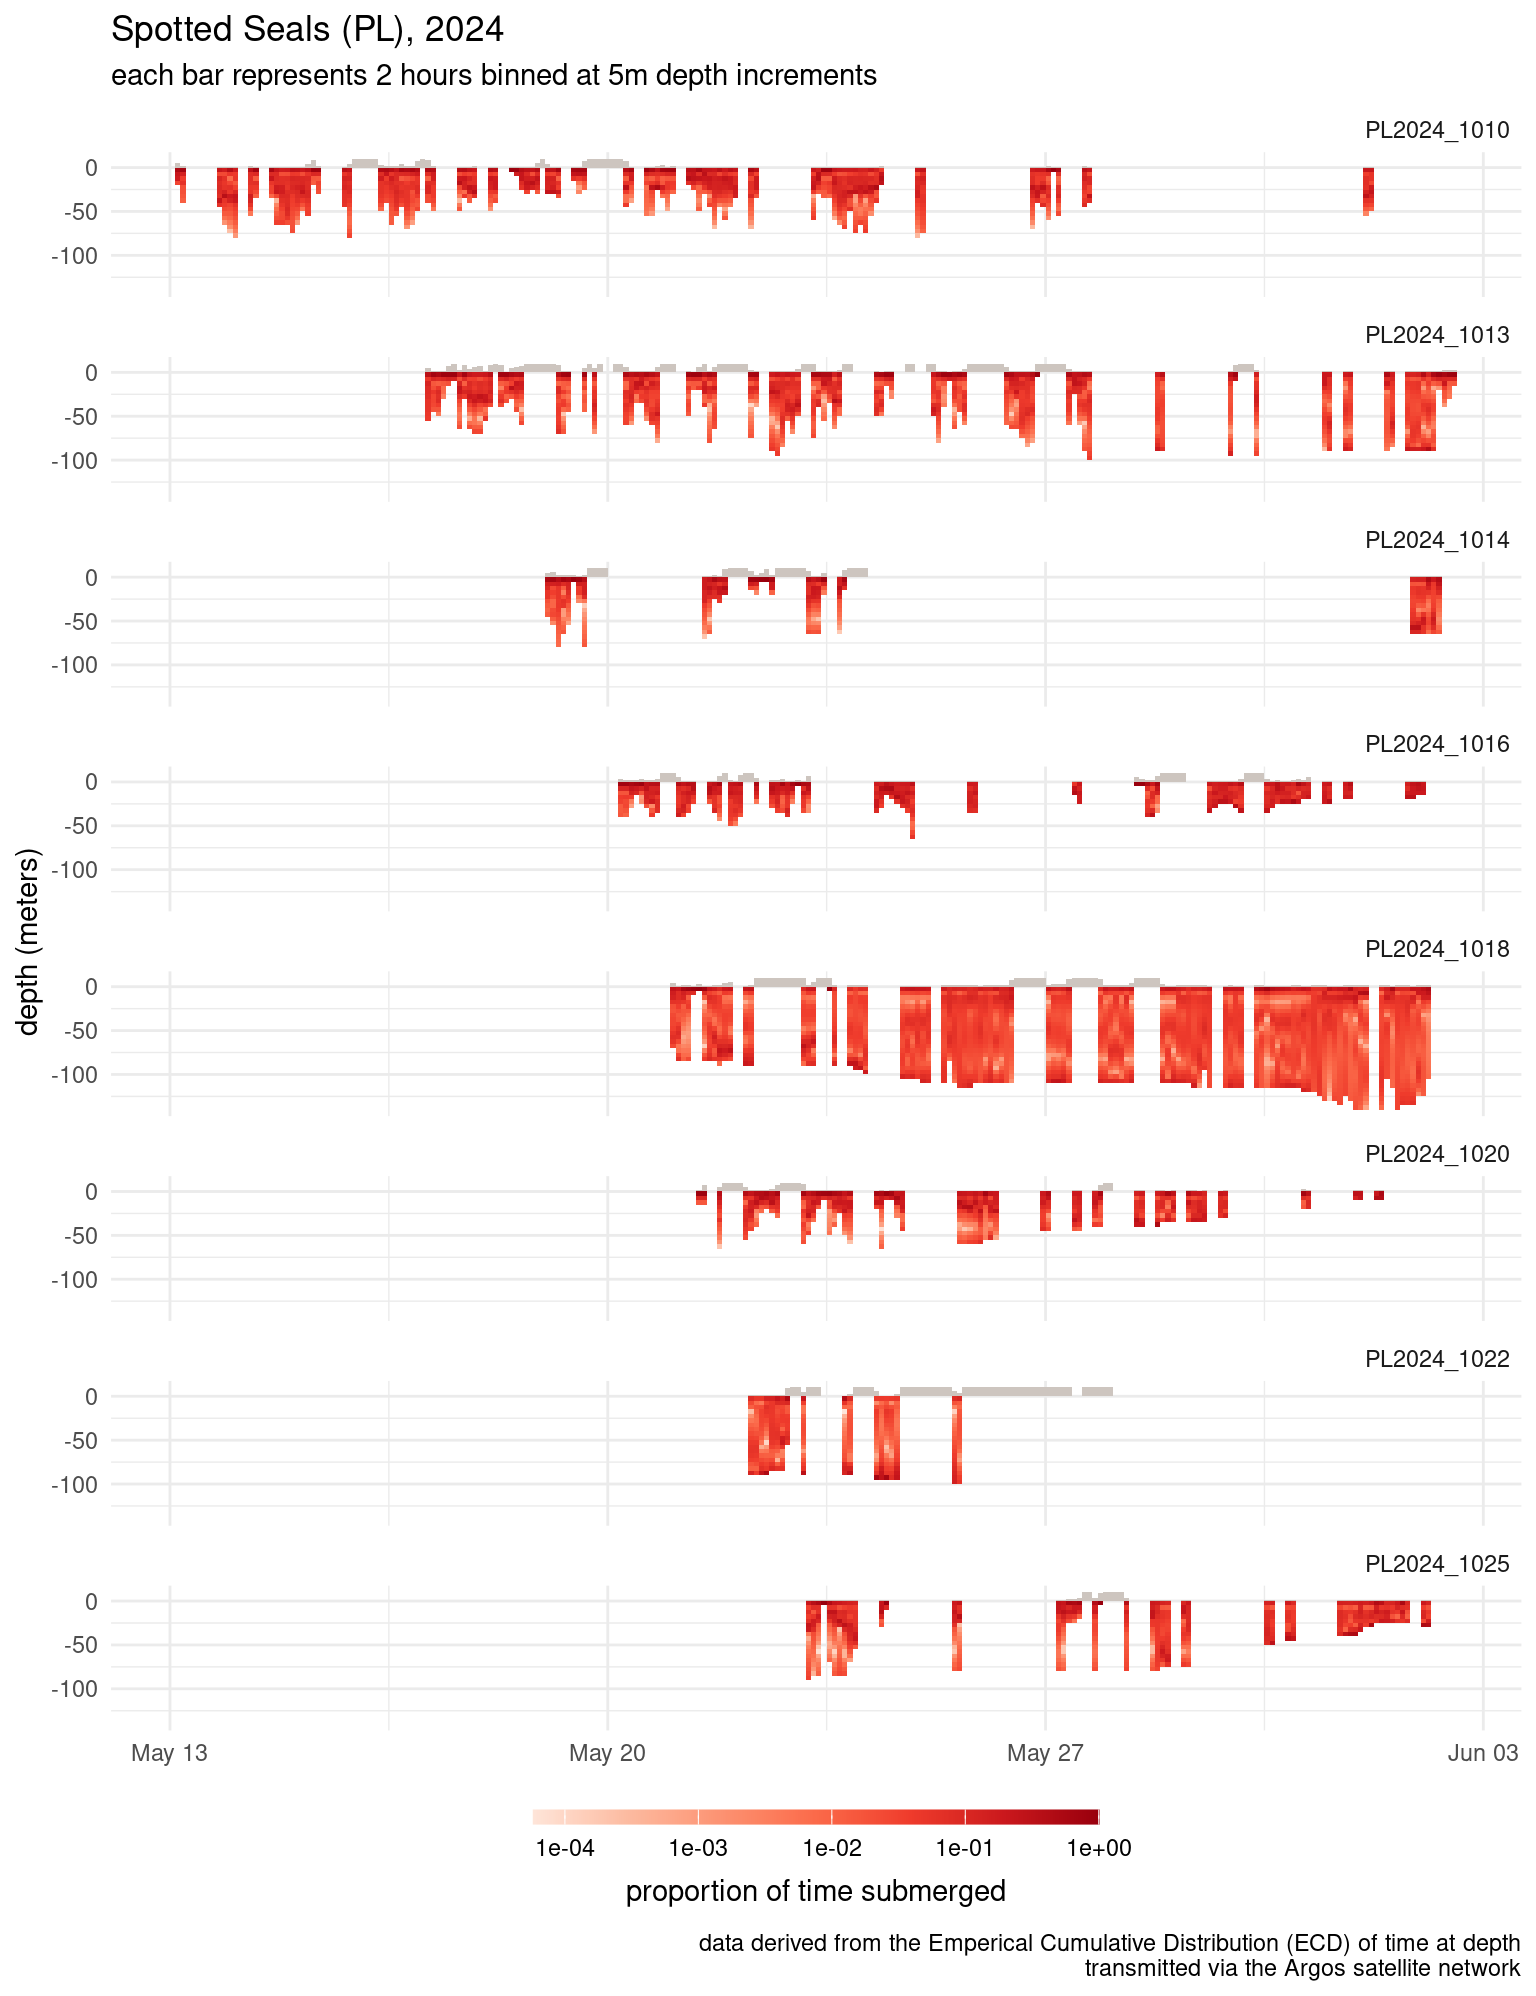 Spotted Seals (PL), 2024
each bar represents 2 hours binned at 5m depth increments
PL2024_1010
0
-50
-100
PL2024_1013
0
-50
-100
PL2024_1014
0
-50
-100
PL2024_1016
0
-50
-100
depth (meters)
PL2024_1018
0
-50
-100
PL2024_1020
0
-50
-100
PL2024_1022
0
-50
-100
PL2024_1025
0
-50
-100
May 13 May 20 May 27 Jun 03
1e-04 1e-03 1e-02 1e-01 1e+00
proportion of time submerged
data derived from the Emperical Cumulative Distribution (ECD) of time at depth
transmitted via the Argos satellite network